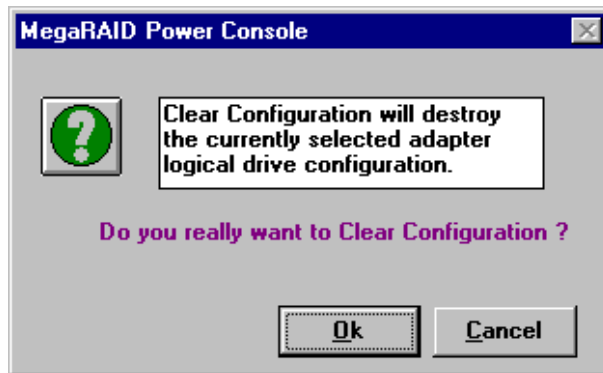 MegaRAID Power Console
Clear Configuration will destroy
the currently selected adapter
logical drive configuration.
Do you really want to Clear Configuration ?
Ok
Cancel